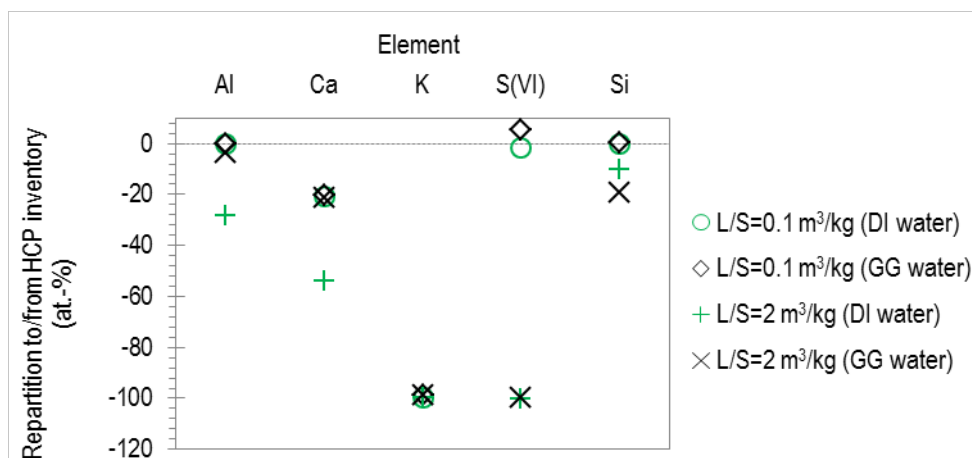 Element
Al Ca K S(VI) Si
Repartition to/from HCP inventory
(at.-%)
0
-20
-40
-60
-80
-100
-120
L/S=0.1 m³/kg (DI water)
L/S=0.1 m³/kg (GG water)
L/S=2 m³/kg (DI water)
L/S=2 m³/kg (GG water)